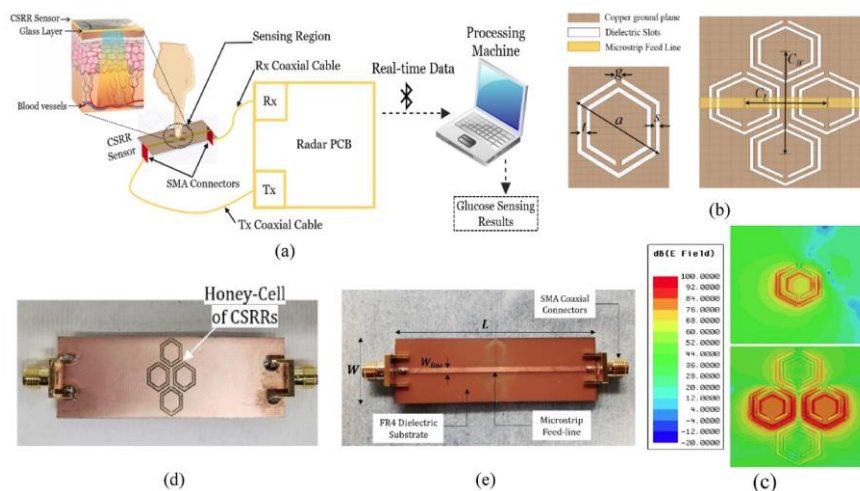 CSRR Sensor
Glass Layer
Blood vessels
CSRR
Sensor
Sensing Region
Rx Coaxial Cable
SMA Connectors
Tx Coaxial Cable
Rx
Radar PCB
Tx
Real-time Data
Processing
Machine
Glucose Sensing
Results
(a)
Copper ground plane
Dielectric Slots
Microstrip Feed Line
g
a
t
s
C_W
C_L
(b)
dB(E Field)
100.0000
92.0000
84.0000
76.0000
68.0000
60.0000
52.0000
44.0000
36.0000
28.0000
20.0000
12.0000
4.0000
-4.0000
-12.0000
-20.0000
(c)
Honey-Cell
of CSRRs
(d)
L
W
W_line
SMA Coaxial
Connectors
FR4 Dielectric
Substrate
Microstrip
Feed-line
(e)